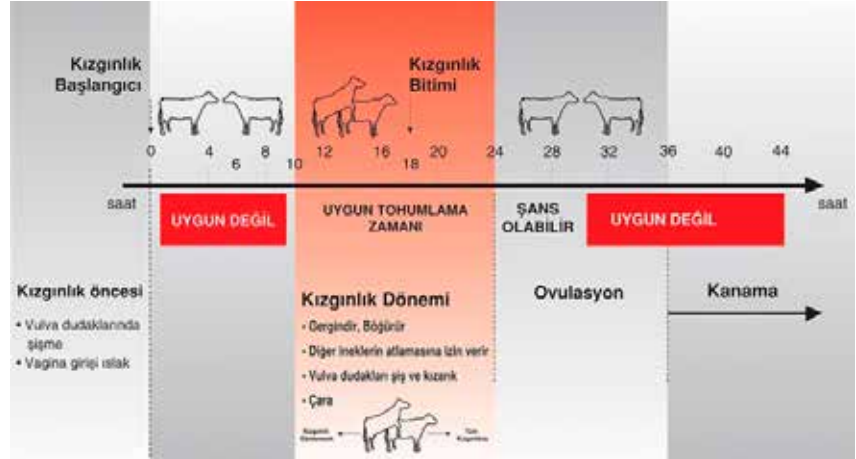 Kızgınlık
Başlangıcı
Kızgınlık
Bitimi
0 4 6 8 10 12 14 16 18 20 24 28 32 36 40 44
saat
UYGUN DEĞİL
UYGUN TOHUMLAMA
ZAMANI
ŞANS
OLABİLİR
UYGUN DEĞİL
saat
Kızgınlık öncesi
• Vulva dudaklarında
şişme
• Vagina girişi ıslak
Kızgınlık Dönemi
- Gergindir, Böğürür
- Diğer ineklerin atlamasına izin verir
- Vulva dudakları şiş ve kızarık
- Çara
Ovulasyon
Kanama